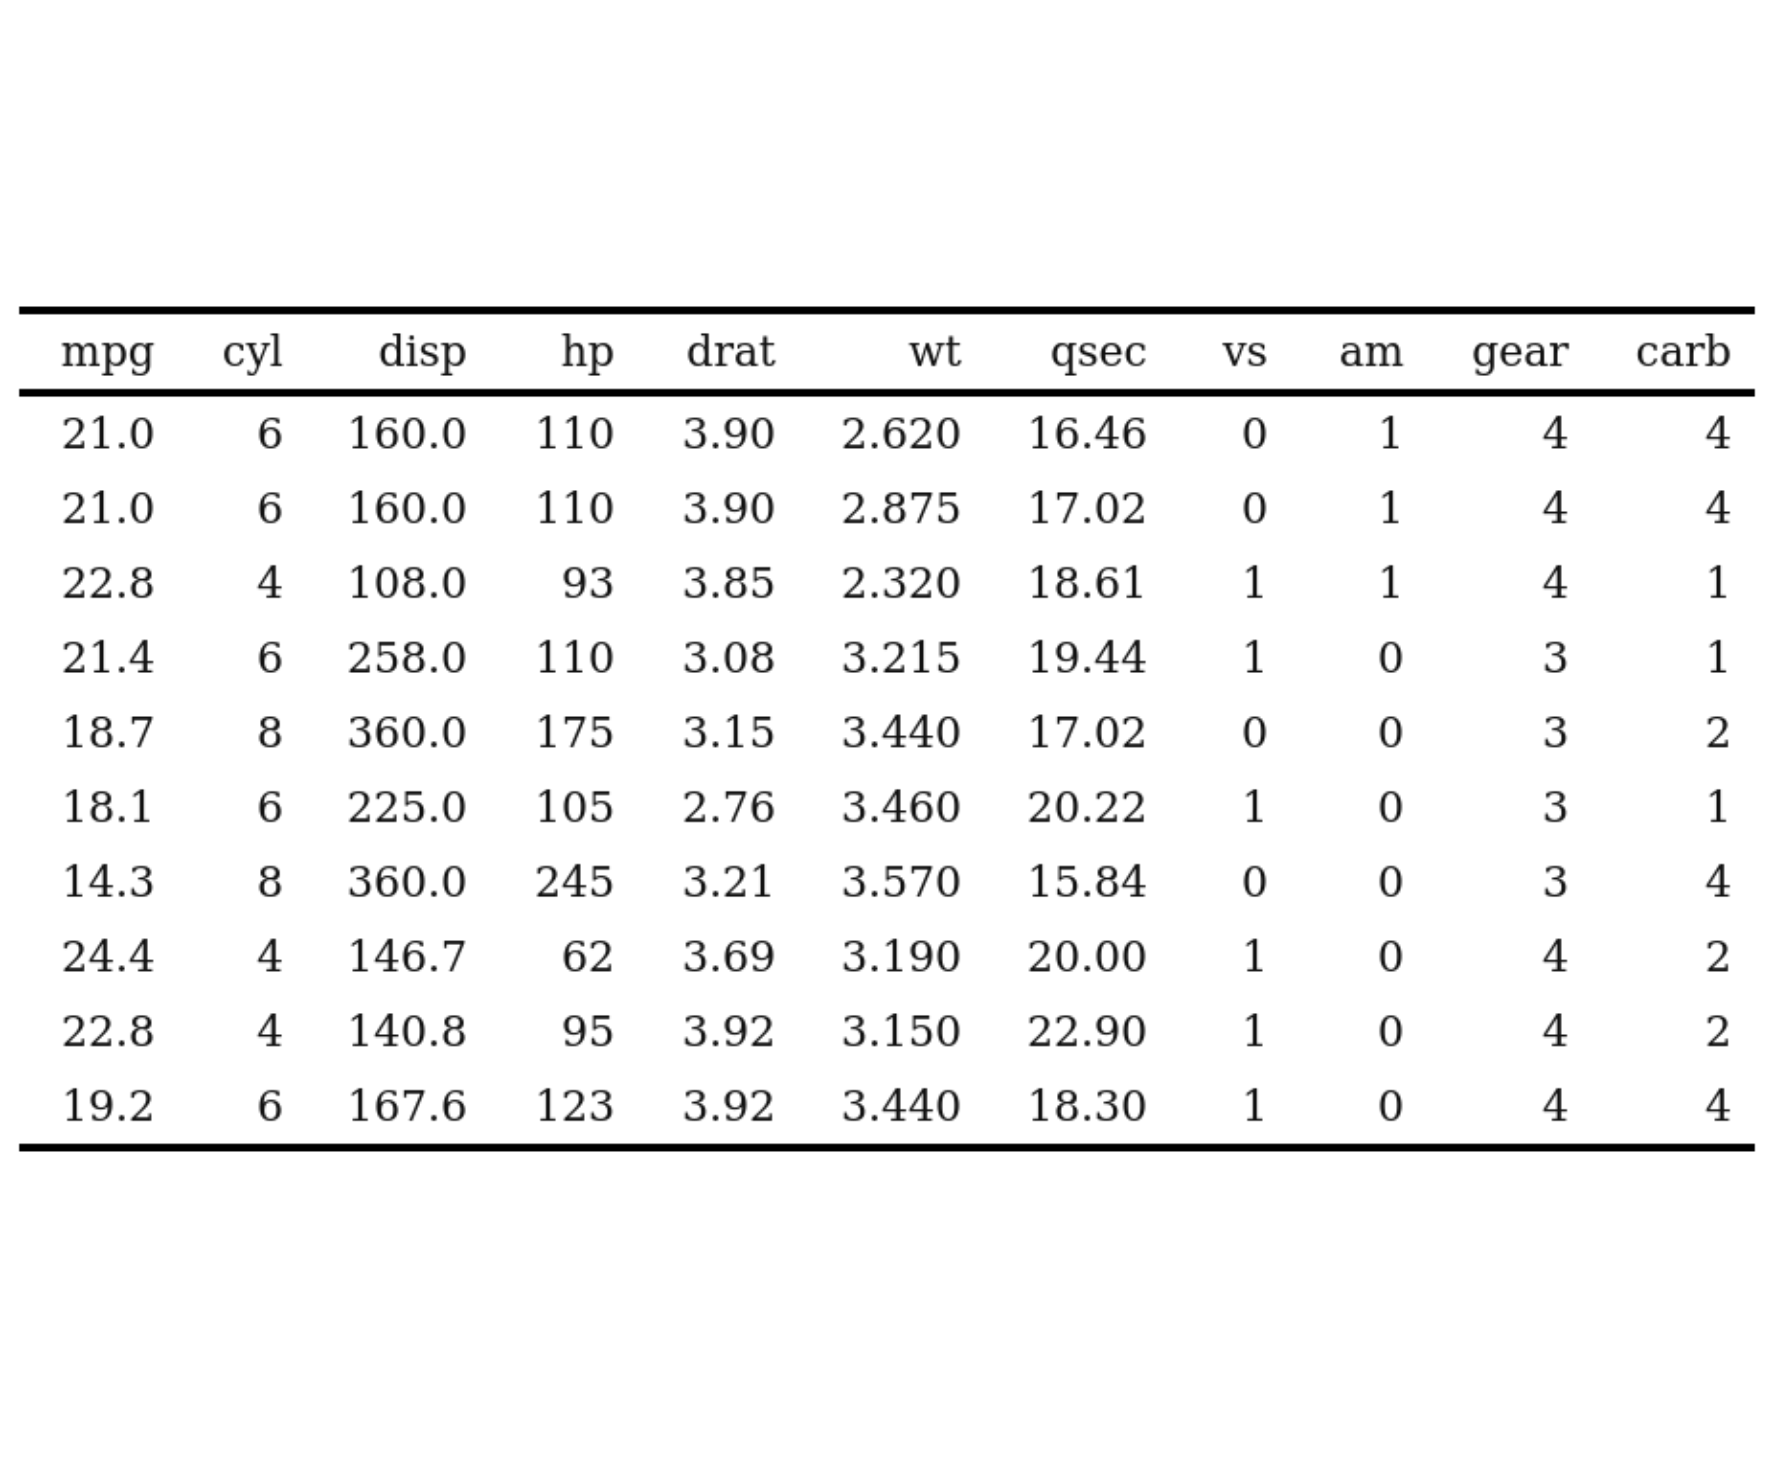 mpg cyl disp hp drat wt qsec vs am gear carb
21.0 6 160.0 110 3.90 2.620 16.46 0 1 4 4
21.0 6 160.0 110 3.90 2.875 17.02 0 1 4 4
22.8 4 108.0 93 3.85 2.320 18.61 1 1 4 1
21.4 6 258.0 110 3.08 3.215 19.44 1 0 3 1
18.7 8 360.0 175 3.15 3.440 17.02 0 0 3 2
18.1 6 225.0 105 2.76 3.460 20.22 1 0 3 1
14.3 8 360.0 245 3.21 3.570 15.84 0 0 3 4
24.4 4 146.7 62 3.69 3.190 20.00 1 0 4 2
22.8 4 140.8 95 3.92 3.150 22.90 1 0 4 2
19.2 6 167.6 123 3.92 3.440 18.30 1 0 4 4